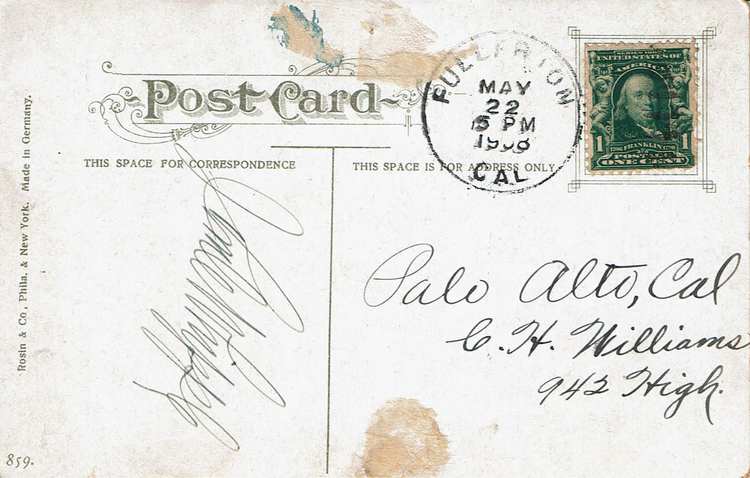 Post Card
THIS SPACE FOR CORRESPONDENCE
THIS SPACE IS FOR ADDRESS ONLY
FULLERTON
MAY
22
5 PM
1908
CAL
SERIES 1902
UNITED STATES OF
AMERICA
1 FRANKLIN 1
POSTAGE
ONE CENT
Palo Alto, Cal
C. H. Williams
942 High.
Rosin & Co., Phila. & New York. Made in Germany.
859.